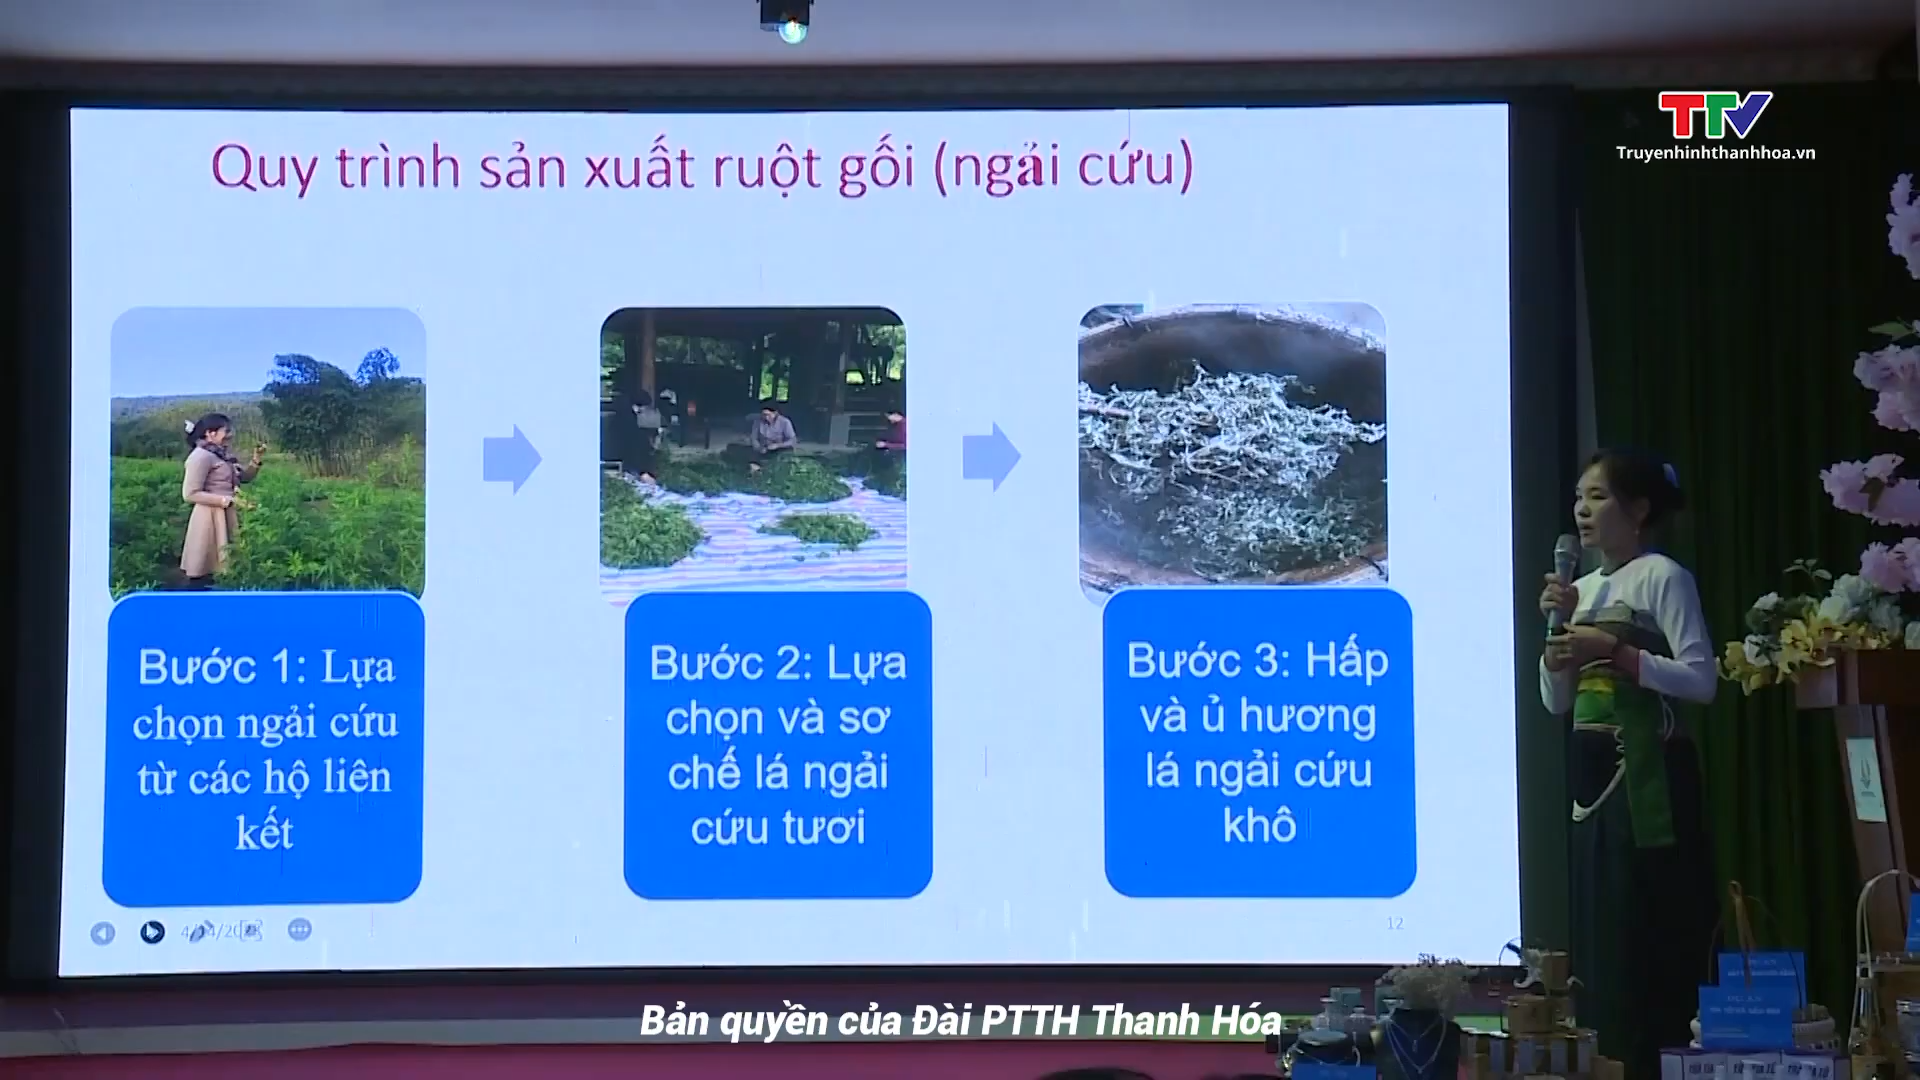 TTV
Truyenhinhthanhhoa.vn
Quy trình sản xuất ruột gối (ngải cứu)
Bước 1: Lựa
chọn ngải cứu
từ các hộ liên
kết
Bước 2: Lựa
chọn và sơ
chế lá ngải
cứu tươi
Bước 3: Hấp
và ủ hương
lá ngải cứu
khô
12
Bản quyền của Đài PTTH Thanh Hóa